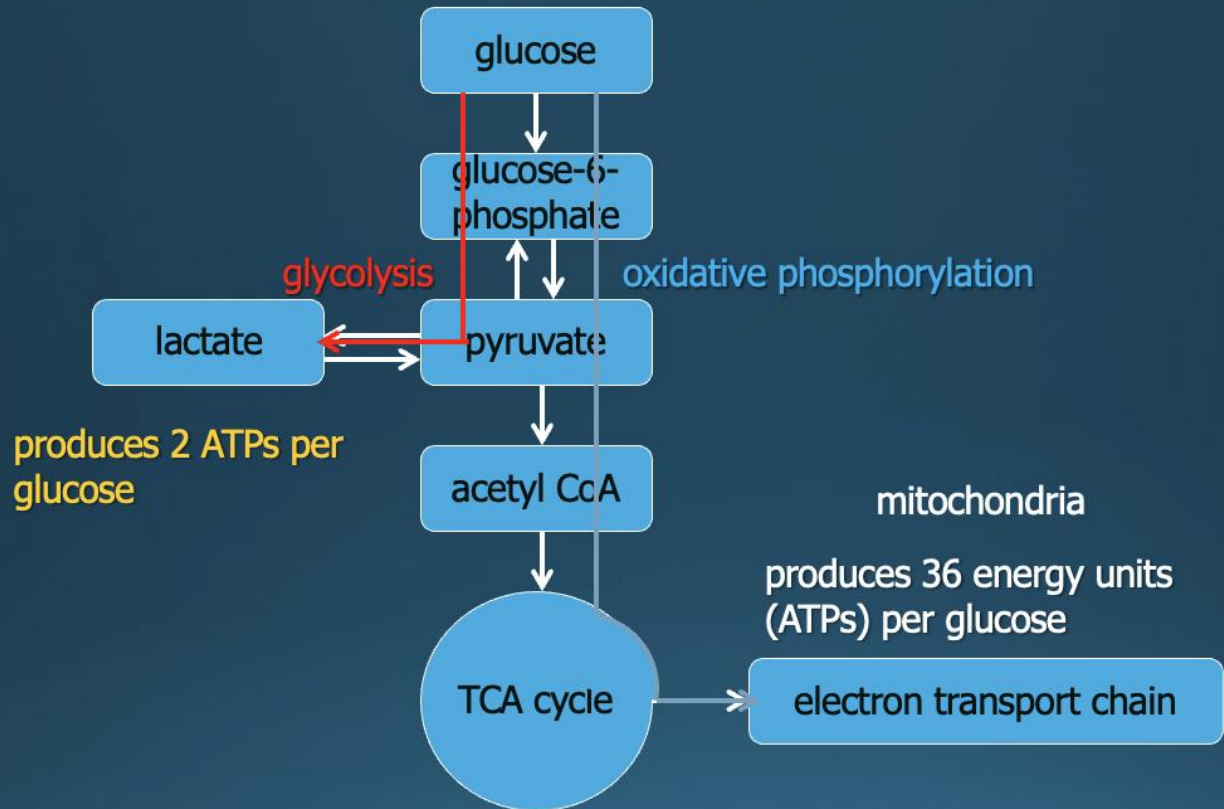 glucose
glucose-6-
phosphate
glycolysis
oxidative phosphorylation
lactate
pyruvate
produces 2 ATPs per
glucose
acetyl CoA
mitochondria
produces 36 energy units
(ATPs) per glucose
TCA cycle
electron transport chain